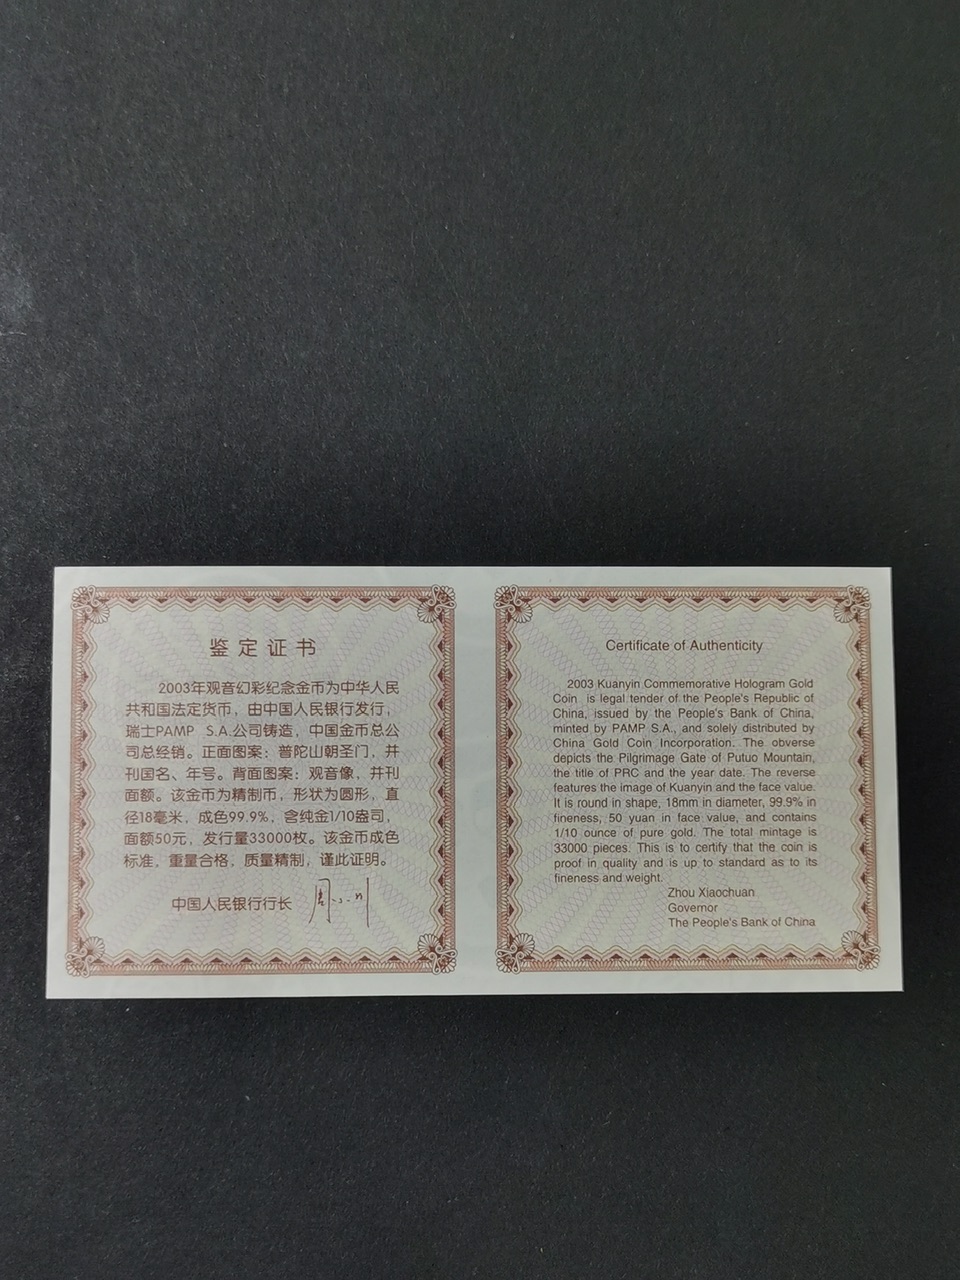 鉴定证书
2003年观音幻彩纪念金币为中华人民
共和国法定货币，由中国人民银行发行，
瑞士PAMP S.A.公司铸造，中国金币总公
司总经销。正面图案：普陀山朝圣门，并
刊国名、年号。背面图案：观音像，并刊
面额。该金币为精制币，形状为圆形，直
径18毫米，成色99.9%，含纯金1/10盎司，
面额50元，发行量33000枚。该金币成色
标准，重量合格，质量精制，谨此证明。
中国人民银行行长 周小川
Certificate of Authenticity
2003 Kuanyin Commemorative Hologram Gold
Coin is legal tender of the People's Republic of
China, issued by the People's Bank of China,
minted by PAMP S.A., and solely distributed by
China Gold Coin Incorporation. The obverse
depicts the Pilgrimage Gate of Putuo Mountain,
the title of PRC and the year date. The reverse
features the image of Kuanyin and the face value.
It is round in shape, 18mm in diameter, 99.9% in
fineness, 50 yuan in face value, and contains
1/10 ounce of pure gold. The total mintage is
33000 pieces. This is to certify that the coin is
proof in quality and is up to standard as to its
fineness and weight.
Zhou Xiaochuan
Governor
The People's Bank of China